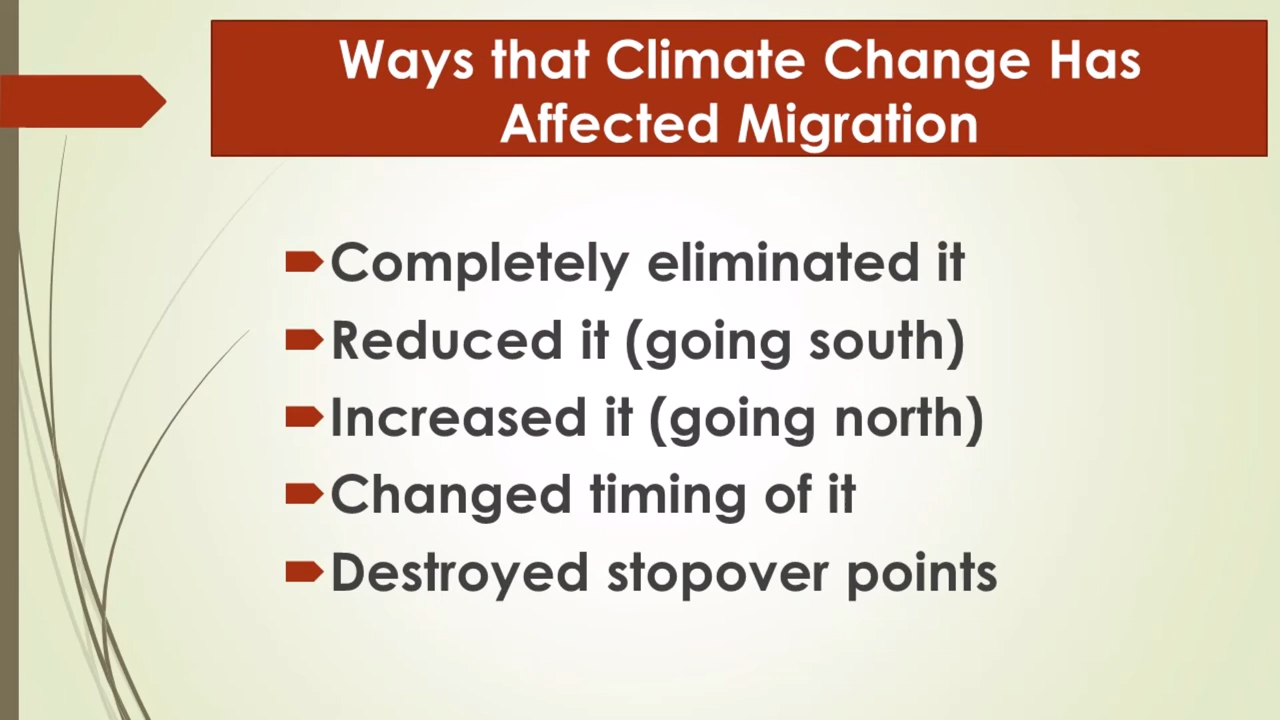 Ways that Climate Change Has
Affected Migration
Completely eliminated it
Reduced it (going south)
Increased it (going north)
Changed timing of it
Destroyed stopover points